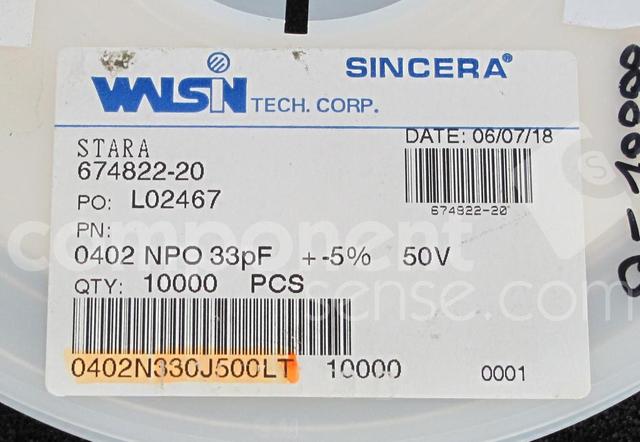 WALSIN TECH. CORP.
SINCERA®
STARA
DATE: 06/07/18
674822-20
674822-20
PO: L02467
PN:
0402 NPO 33pF +-5% 50V
QTY: 10000 PCS
0402N330J500LT 10000 0001
component
sense.com